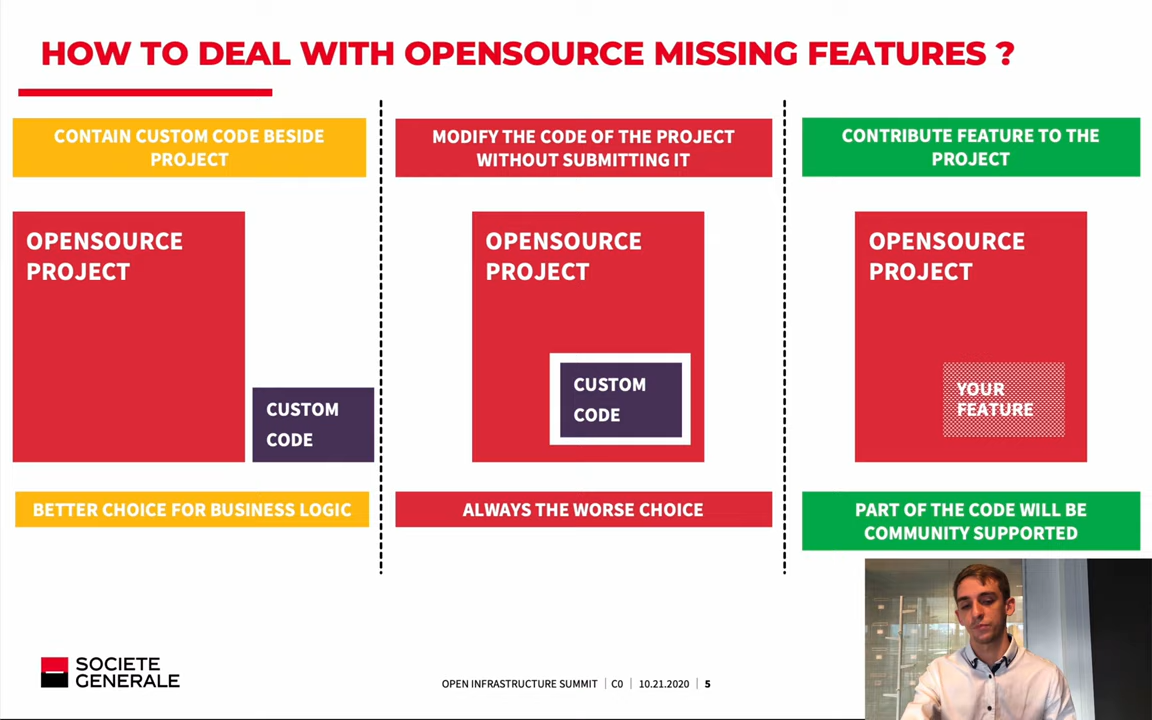 HOW TO DEAL WITH OPENSOURCE MISSING FEATURES ?
CONTAIN CUSTOM CODE BESIDE
PROJECT
OPENSOURCE
PROJECT
CUSTOM
CODE
BETTER CHOICE FOR BUSINESS LOGIC
MODIFY THE CODE OF THE PROJECT
WITHOUT SUBMITTING IT
OPENSOURCE
PROJECT
CUSTOM
CODE
ALWAYS THE WORSE CHOICE
CONTRIBUTE FEATURE TO THE
PROJECT
OPENSOURCE
PROJECT
YOUR
FEATURE
PART OF THE CODE WILL BE
COMMUNITY SUPPORTED
SOCIETE
GENERALE
OPEN INFRASTRUCTURE SUMMIT | C0 | 10.21.2020 | 5